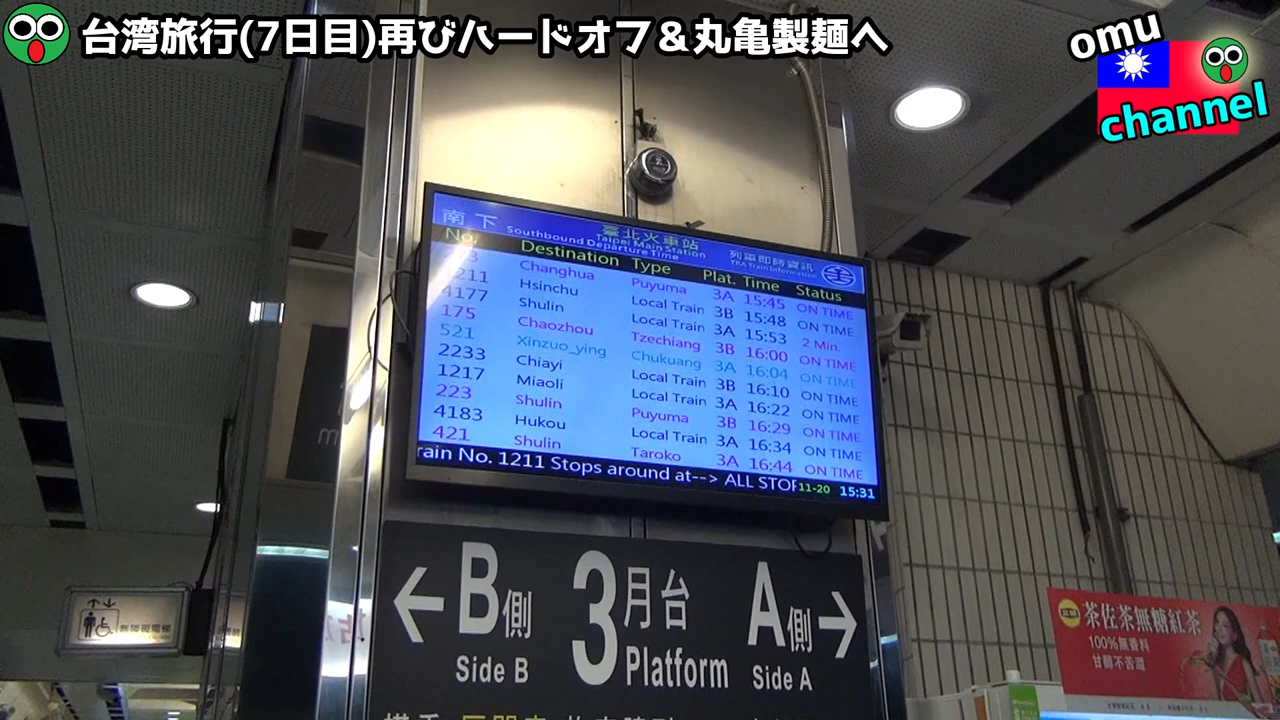 台湾旅行(7日目)再びハードオフ＆丸亀製麺へ
omu
channel
南下
臺北火車站
列車即時資訊
Southbound Departure Time
Taipei Main Station
TRA Train Information
No. Destination Type Plat. Time Status
Changhua Puyuma 3A 15:45 ON TIME
1211 Hsinchu Local Train 3B 15:48 ON TIME
4177 Shulin Local Train 3A 15:53 2 Min.
175 Chaozhou Tzechiang 3B 16:00 ON TIME
521 Xinzuo_ying Chukuang 3A 16:04 ON TIME
2233 Chiayi Local Train 3B 16:10 ON TIME
1217 Miaoli Local Train 3A 16:22 ON TIME
223 Shulin Puyuma 3B 16:29 ON TIME
4183 Hukou Local Train 3A 16:34 ON TIME
421 Shulin Taroko 3A 16:44 ON TIME
rain No. 1211 Stops around at--> ALL STOP
11-20 15:31
← B側 3月台 A側 →
Side B Platform Side A
茶佐茶無糖紅茶
100%無香料
甘醇不苦澀